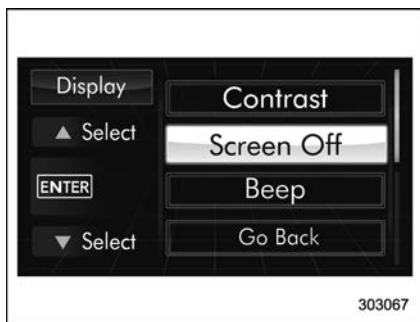 Display
▲ Select
ENTER
▼ Select
Contrast
Screen Off
Beep
Go Back
303067